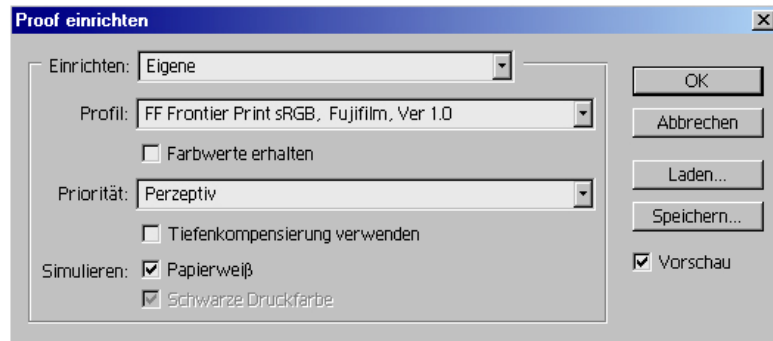 Proof einrichten
Einrichten: Eigene
OK
Profil: FF Frontier Print sRGB, Fujifilm, Ver 1.0
Abbrechen
Farbwerte erhalten
Laden...
Priorität: Perzeptiv
Speichern...
Tiefenkompensierung verwenden
Simulieren: Papierweiß
Vorschau
Schwarze Druckfarbe